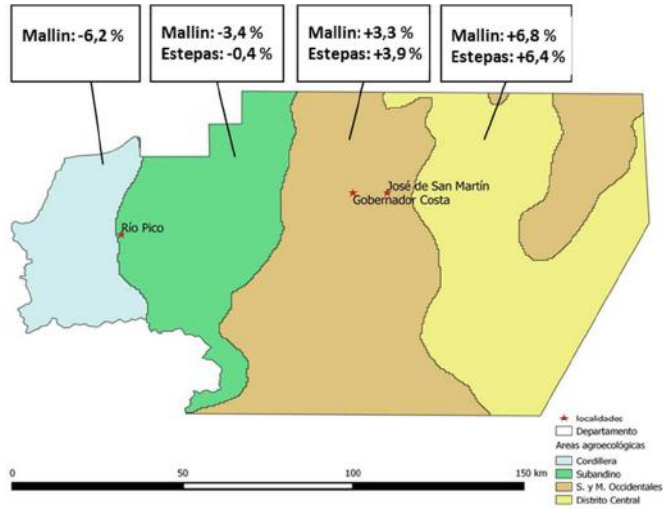 Mallin: -6,2 %
Mallin: -3,4 %
Estepas: -0,4 %
Mallin: +3,3 %
Estepas: +3,9 %
Mallin: +6,8 %
Estepas: +6,4 %
José de San Martín
Gobernador Costa
Río Pico
localidades
Departamento
Areas agroecológicas
Cordillera
Subandino
S. y M. Occidentales
Distrito Central
0 50 100 150 km